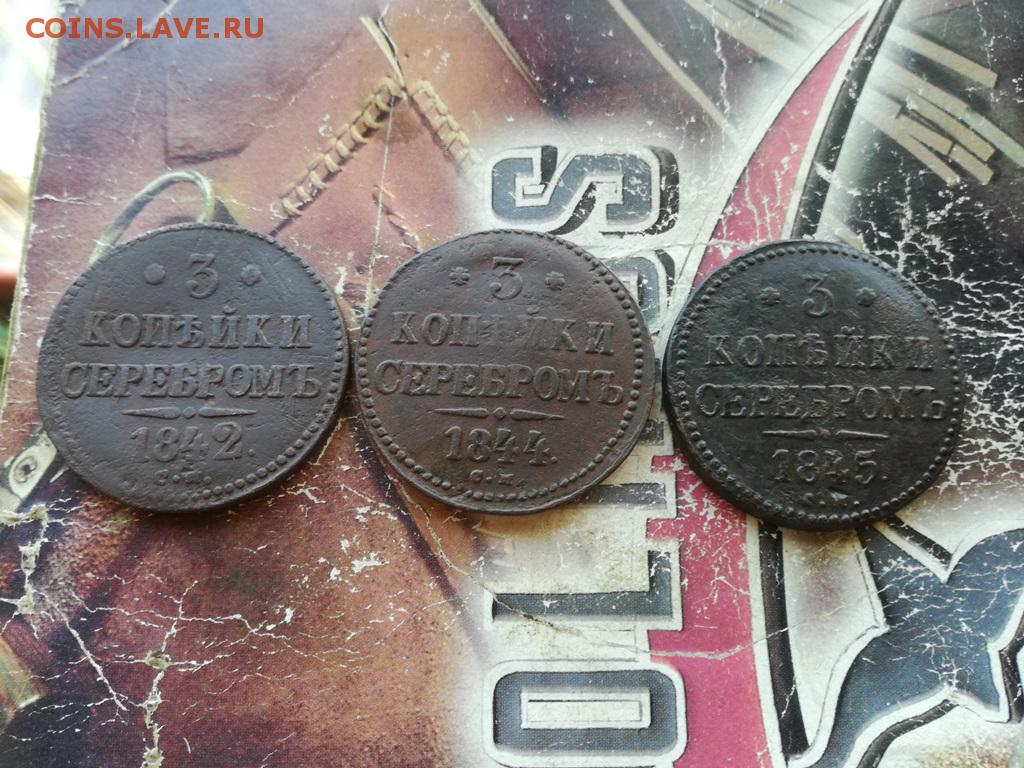 COINS.LAVE.RU
3
КОПѢЙКИ
СЕРЕБРОМЪ
1842.
3
КОПѢЙКИ
СЕРЕБРОМЪ
1844.
3
КОПѢЙКИ
СЕРЕБРОМЪ
1845.